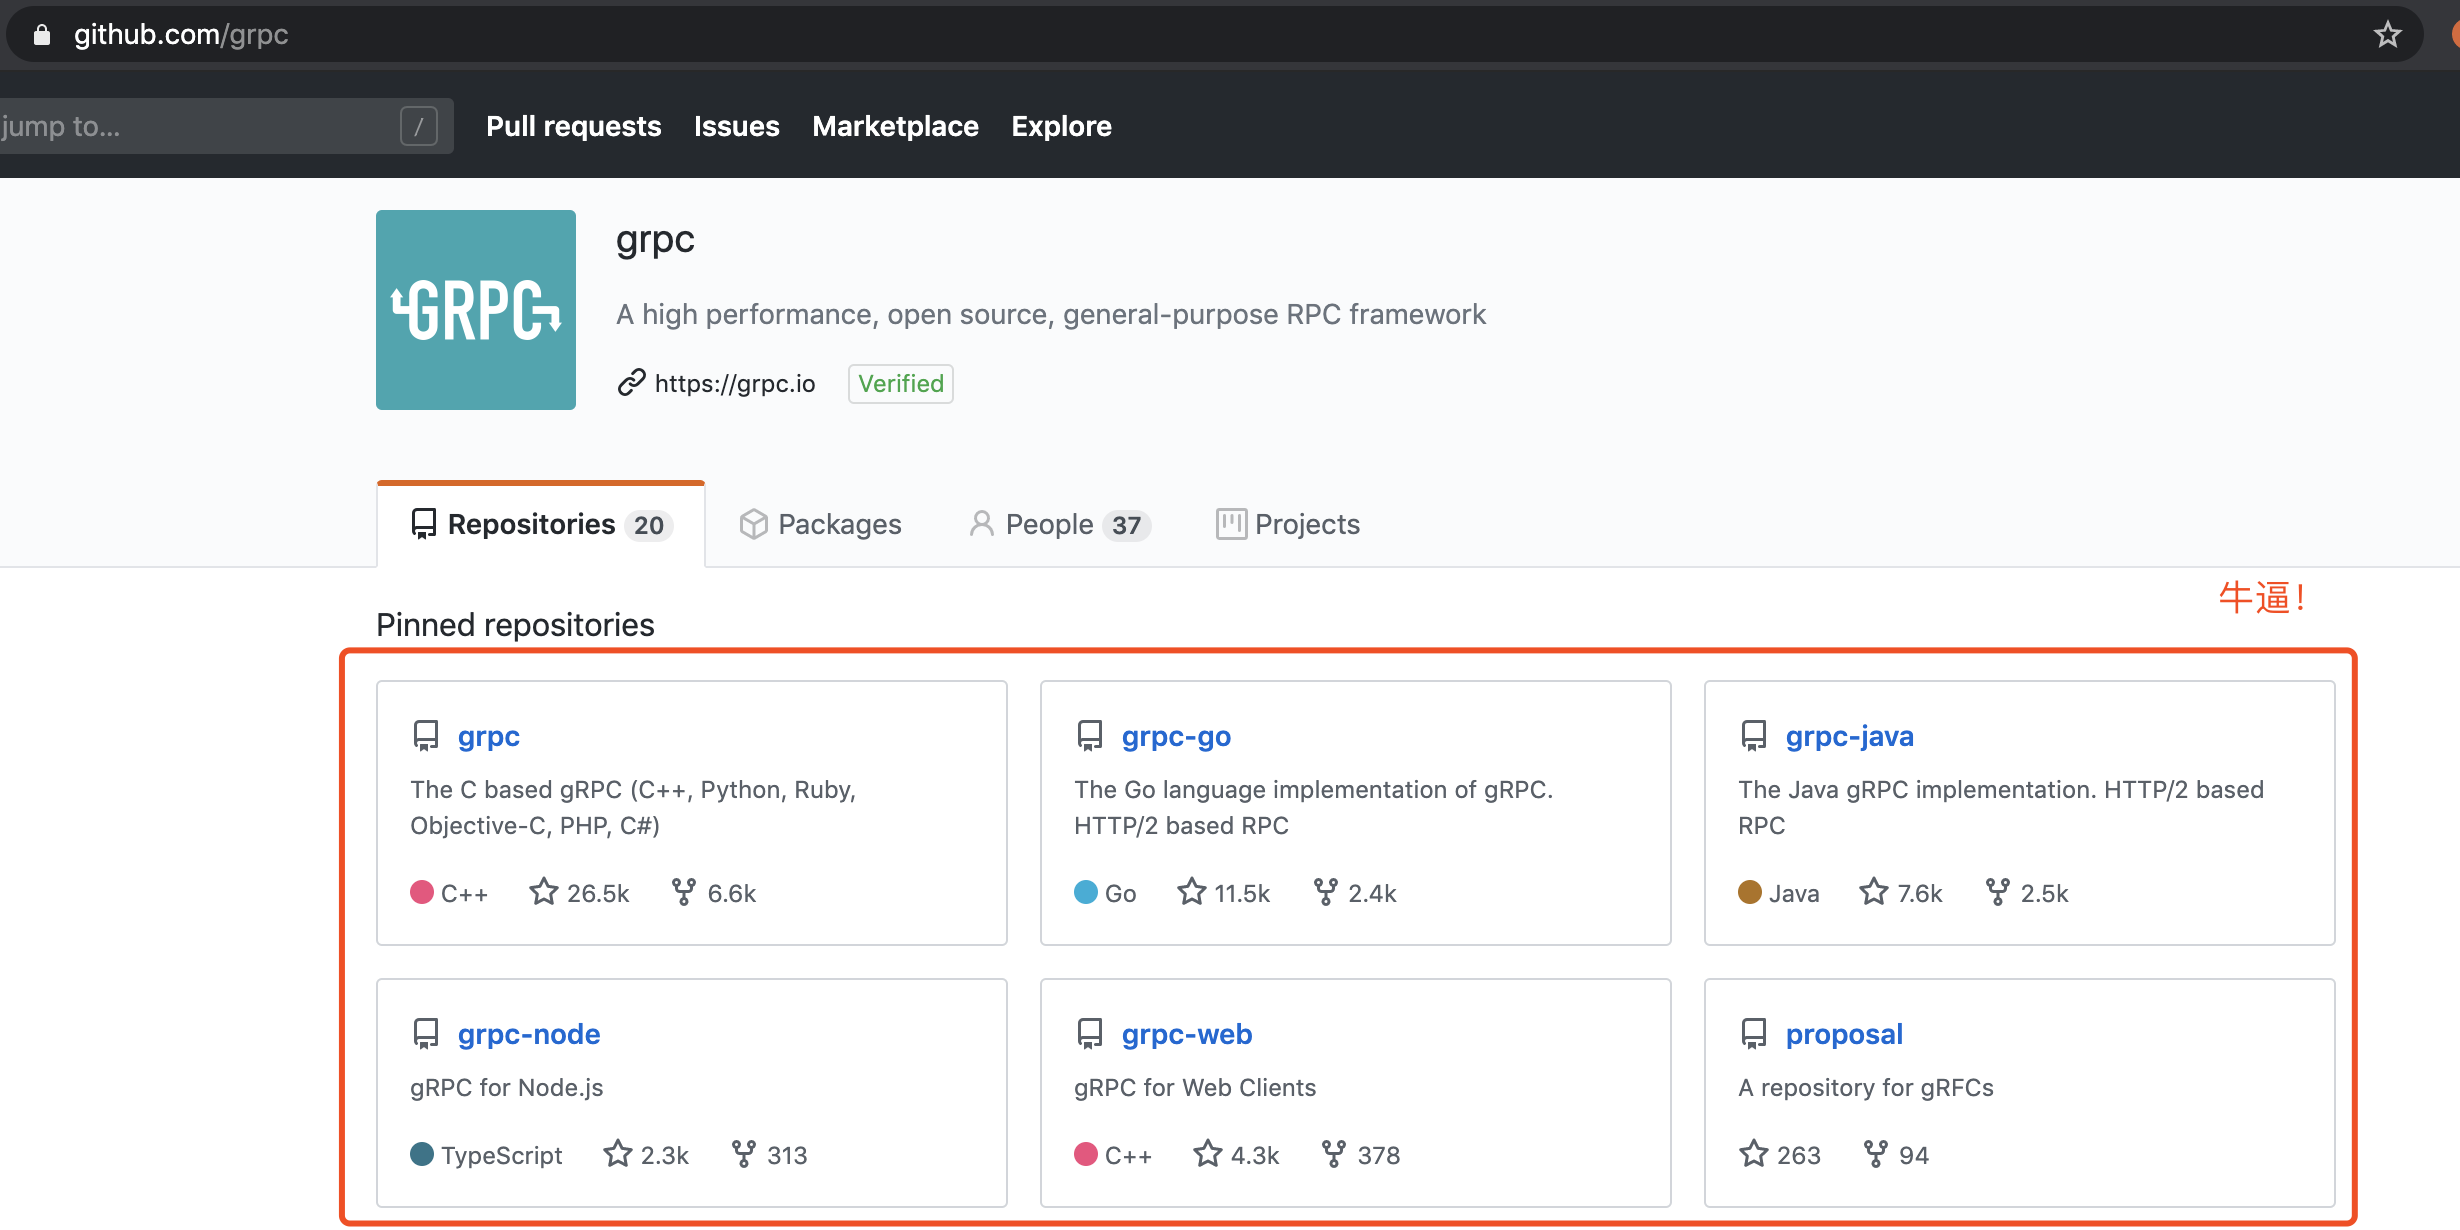 github.com/grpc
jump to...
/
Pull requests
Issues
Marketplace
Explore
GRPC
grpc
A high performance, open source, general-purpose RPC framework
https://grpc.io
Verified
Repositories 20
Packages
People 37
Projects
牛逼！
Pinned repositories
grpc
The C based gRPC (C++, Python, Ruby,
Objective-C, PHP, C#)
C++ 26.5k 6.6k
grpc-go
The Go language implementation of gRPC.
HTTP/2 based RPC
Go 11.5k 2.4k
grpc-java
The Java gRPC implementation. HTTP/2 based
RPC
Java 7.6k 2.5k
grpc-node
gRPC for Node.js
TypeScript 2.3k 313
grpc-web
gRPC for Web Clients
C++ 4.3k 378
proposal
A repository for gRFCs
263 94